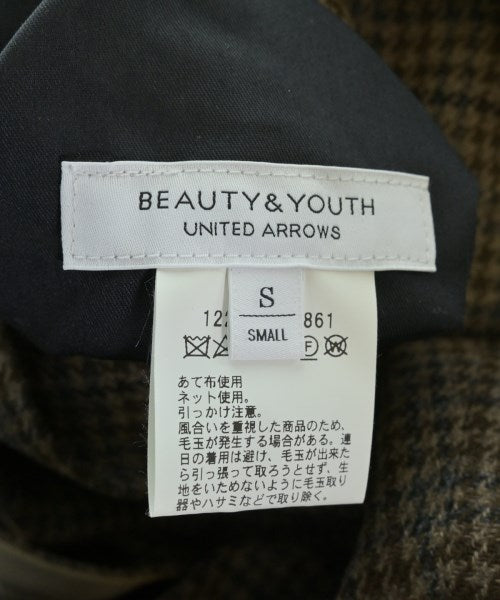 BEAUTY&YOUTH
UNITED ARROWS
S
SMALL
122 861
F W
あて布使用
ネット使用。
引っかけ注意。
風合いを重視した商品のため、
毛玉が発生する場合がある。連
日の着用は避け、毛玉が出来た
ら引っ張って取ろうとせず、生
地をいためないように毛玉取り
器やハサミなどで取り除く。